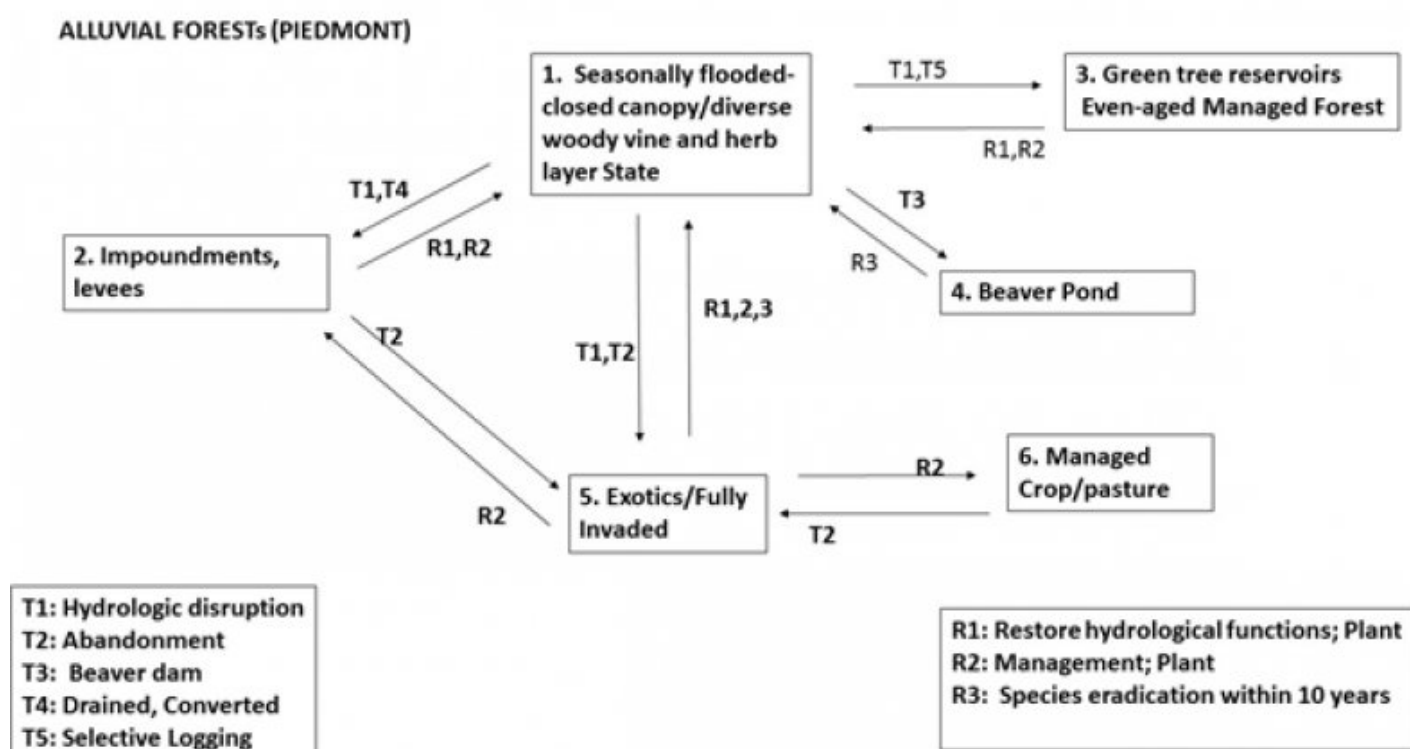 ALLUVIAL FORESTs (PIEDMONT)
1. Seasonally flooded-
closed canopy/diverse
woody vine and herb
layer State
T1,T5
3. Green tree reservoirs
Even-aged Managed Forest
R1,R2
T1,T4
R1,R2
T3
R3
2. Impoundments,
levees
4. Beaver Pond
T2
T1,T2
R1,2,3
R2
5. Exotics/Fully
Invaded
R2
T2
6. Managed
Crop/pasture
T1: Hydrologic disruption
T2: Abandonment
T3: Beaver dam
T4: Drained, Converted
T5: Selective Logging
R1: Restore hydrological functions; Plant
R2: Management; Plant
R3: Species eradication within 10 years